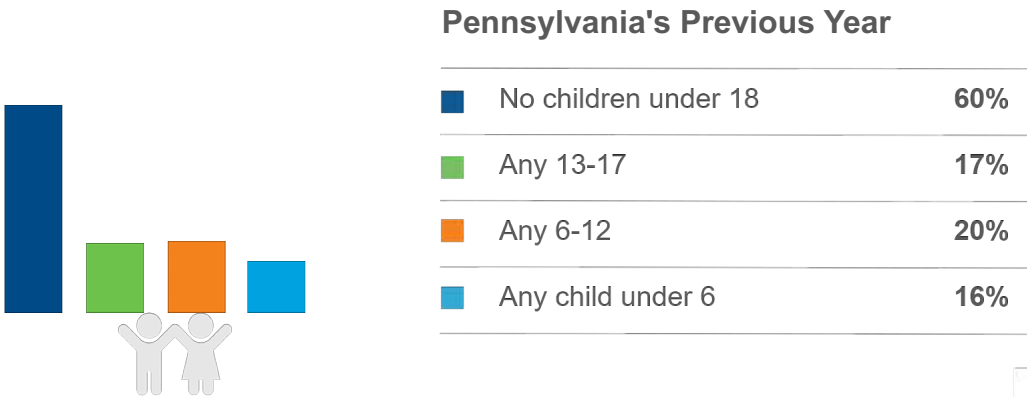 Pennsylvania's Previous Year
No children under 18 60%
Any 13-17 17%
Any 6-12 20%
Any child under 6 16%